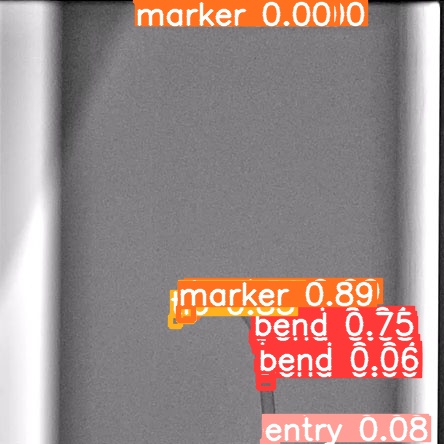 marker 0.00
marker 0.89
bend 0.75
bend 0.06
entry 0.08